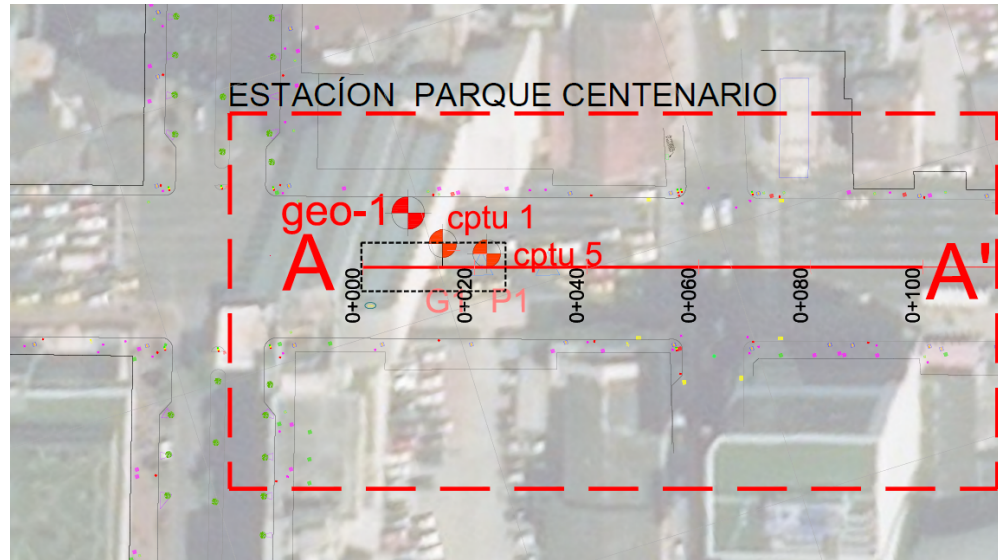 ESTACÍON PARQUE CENTENARIO
geo-1
cptu 1
A
cptu 5
A'
G1
P1
0+000
0+020
0+040
0+060
0+080
0+100